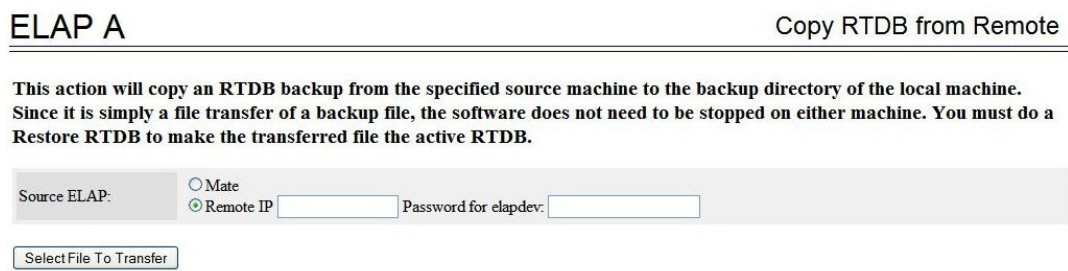 ELAP A
Copy RTDB from Remote
This action will copy an RTDB backup from the specified source machine to the backup directory of the local machine.
Since it is simply a file transfer of a backup file, the software does not need to be stopped on either machine. You must do a
Restore RTDB to make the transferred file the active RTDB.
Source ELAP:
Mate
Remote IP Password for elapdev:
Select File To Transfer